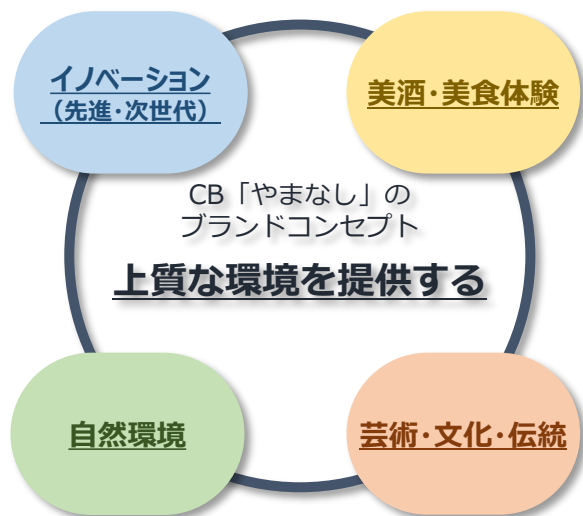 イノベーション
（先進・次世代）
美酒・美食体験
CB「やまなし」の
ブランドコンセプト
上質な環境を提供する
自然環境
芸術・文化・伝統